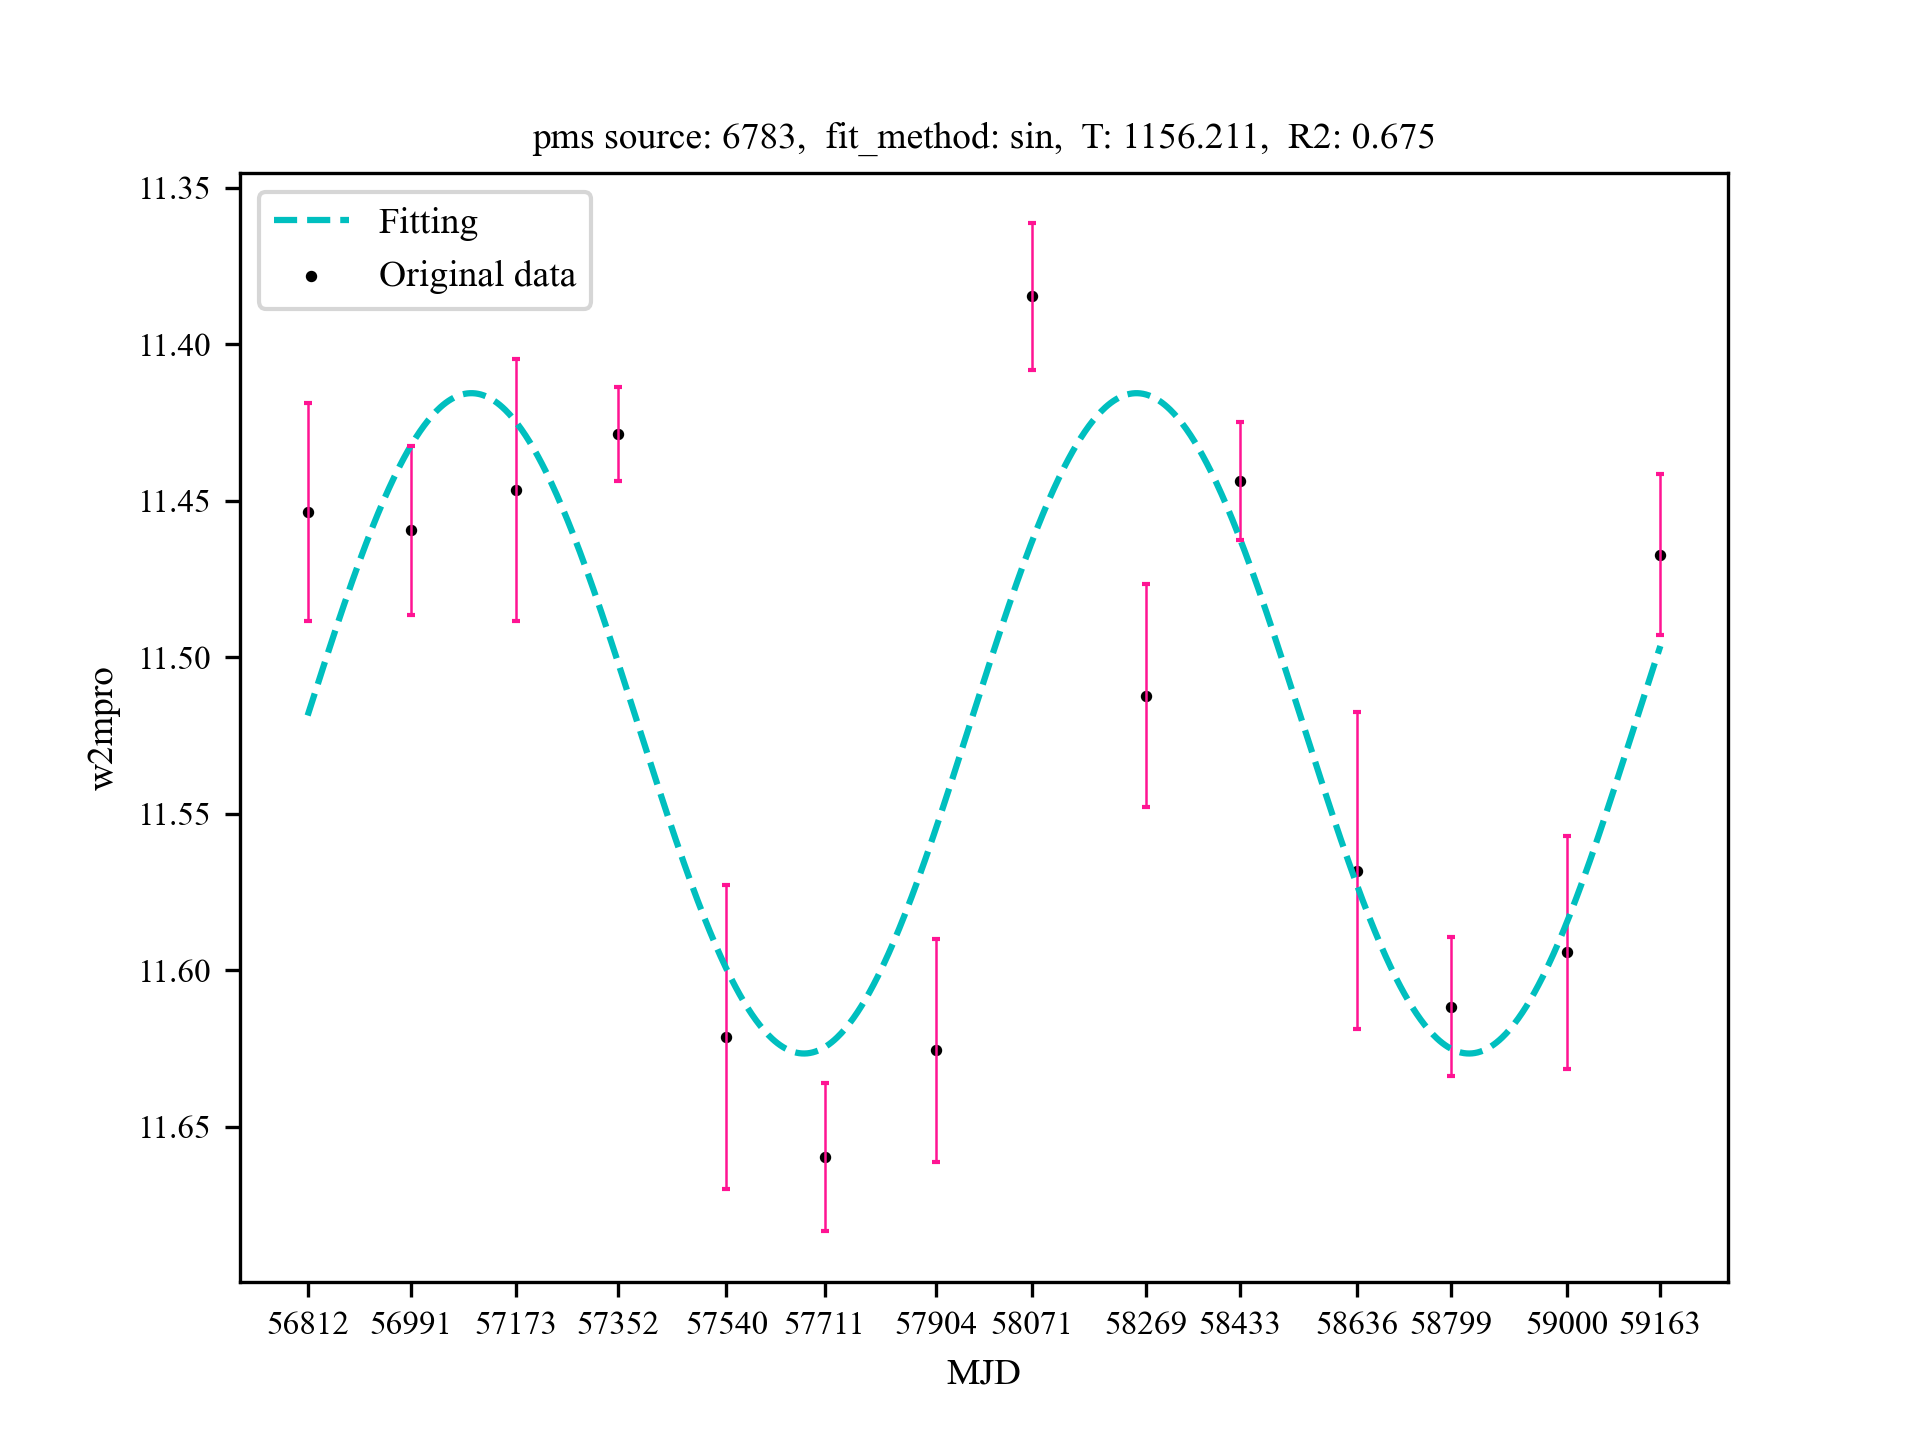 pms source: 6783,  fit_method: sin,  T: 1156.211,  R2: 0.675
Fitting
Original data
11.35
11.40
11.45
11.50
11.55
11.60
11.65
w2mpro
56812 56991 57173 57352 57540 57711 57904 58071 58269 58433 58636 58799 59000 59163
MJD